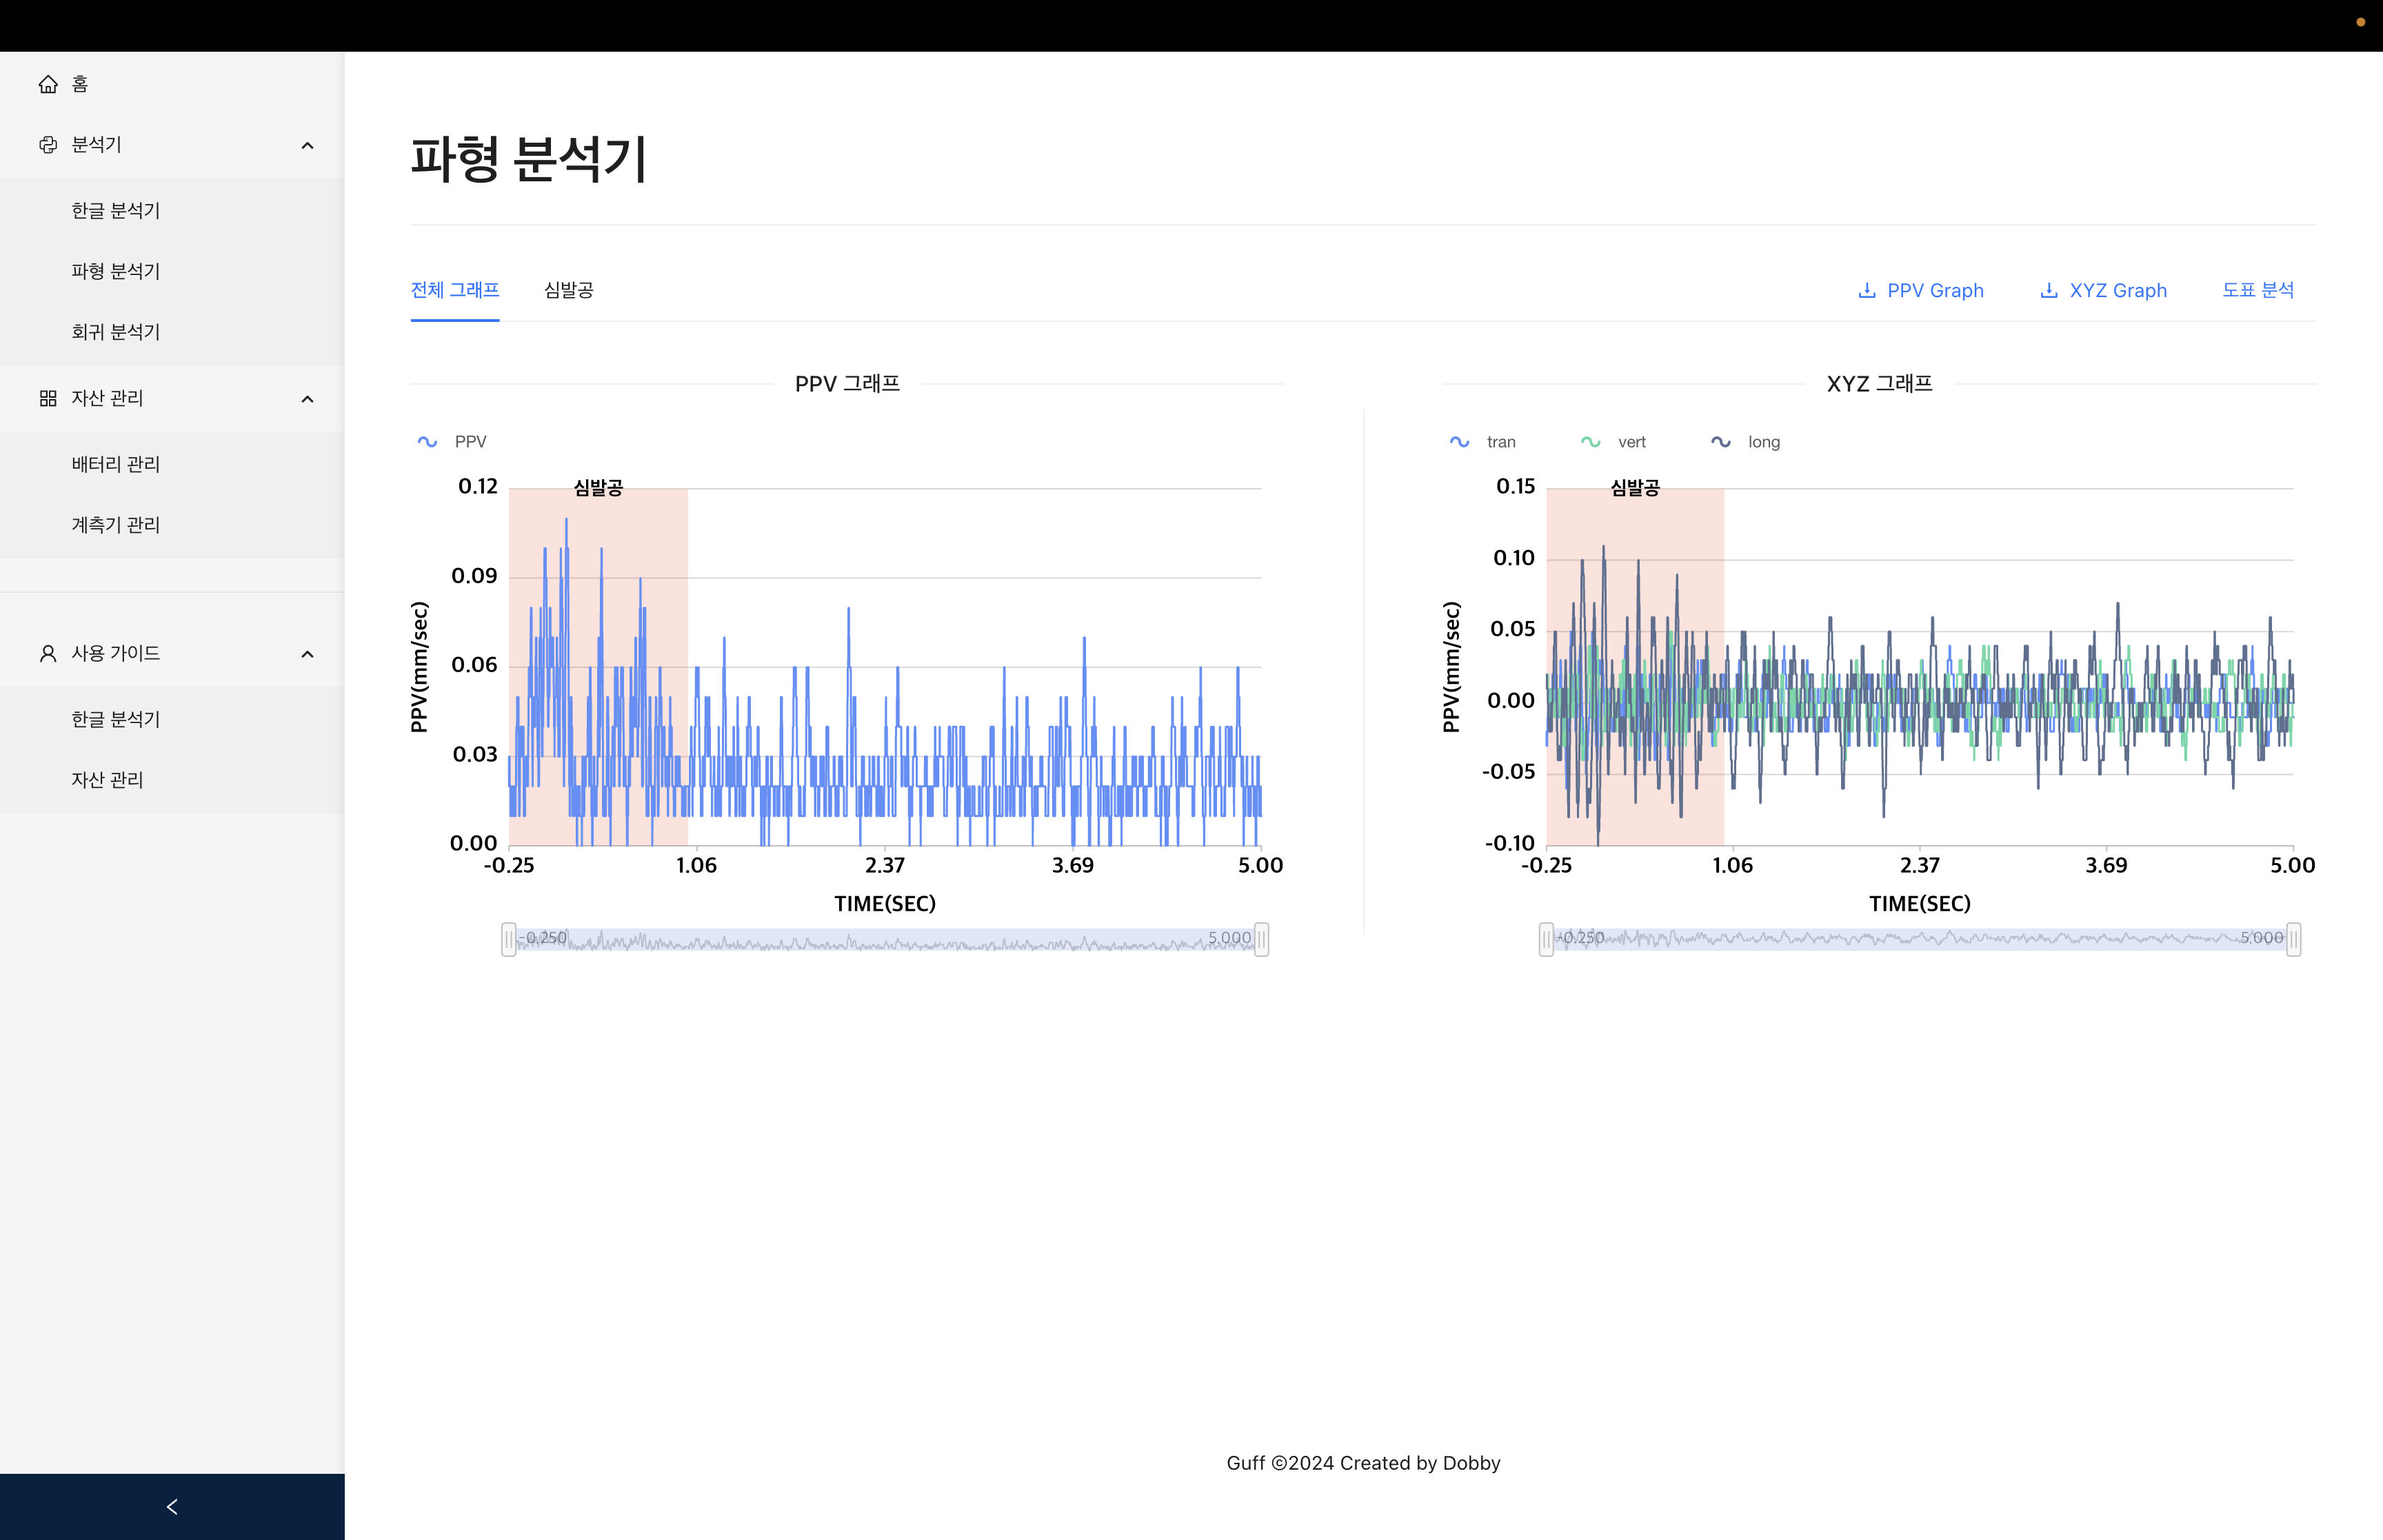 홈
분석기
한글 분석기
파형 분석기
회귀 분석기
자산 관리
배터리 관리
계측기 관리
사용 가이드
한글 분석기
자산 관리
파형 분석기
전체 그래프 심발공 PPV Graph XYZ Graph 도표 분석
PPV 그래프
PPV
심발공
0.12
0.09
0.06
0.03
0.00
PPV(mm/sec)
-0.25 1.06 2.37 3.69 5.00
TIME(SEC)
-0.250 5.000
XYZ 그래프
tran vert long
심발공
0.15
0.10
0.05
0.00
-0.05
-0.10
PPV(mm/sec)
-0.25 1.06 2.37 3.69 5.00
TIME(SEC)
-0.250 5.000
Guff ©2024 Created by Dobby